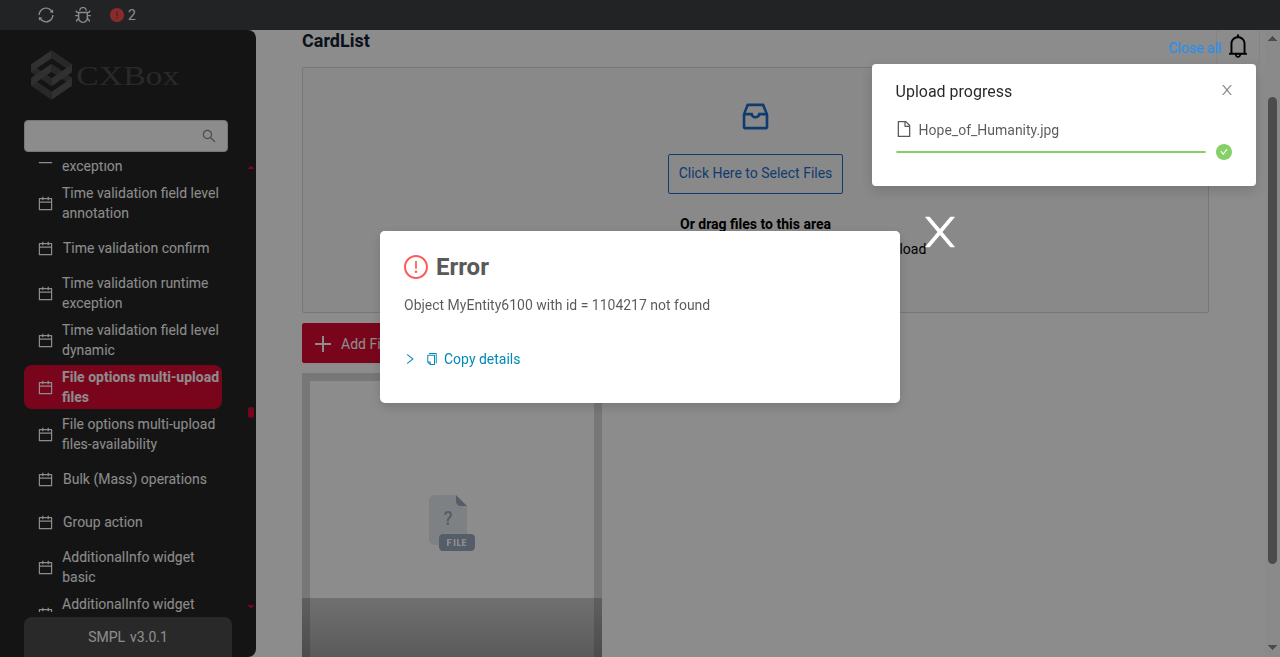 2
CXBox
exception
Time validation field level
annotation
Time validation confirm
Time validation runtime
exception
Time validation field level
dynamic
File options multi-upload
files
File options multi-upload
files-availability
Bulk (Mass) operations
Group action
AdditionalInfo widget
basic
AdditionalInfo widget
SMPL v3.0.1
CardList
Close all
Click Here to Select Files
Or drag files to this area
load
Add Fi
?
FILE
Upload progress
Hope_of_Humanity.jpg
Error
Object MyEntity6100 with id = 1104217 not found
Copy details